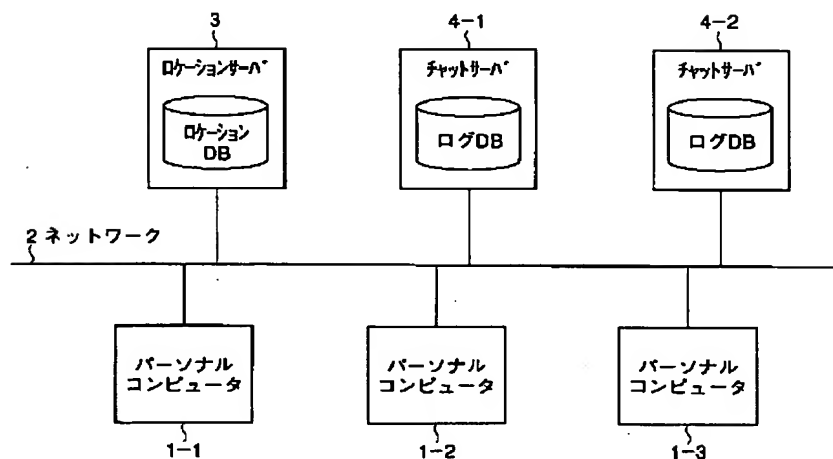 3
4-1
4-2
ロケーションサーバ
チャットサーバ
チャットサーバ
ロケーション
DB
ログDB
ログDB
2 ネットワーク
パーソナル
コンピュータ
パーソナル
コンピュータ
パーソナル
コンピュータ
1-1
1-2
1-3